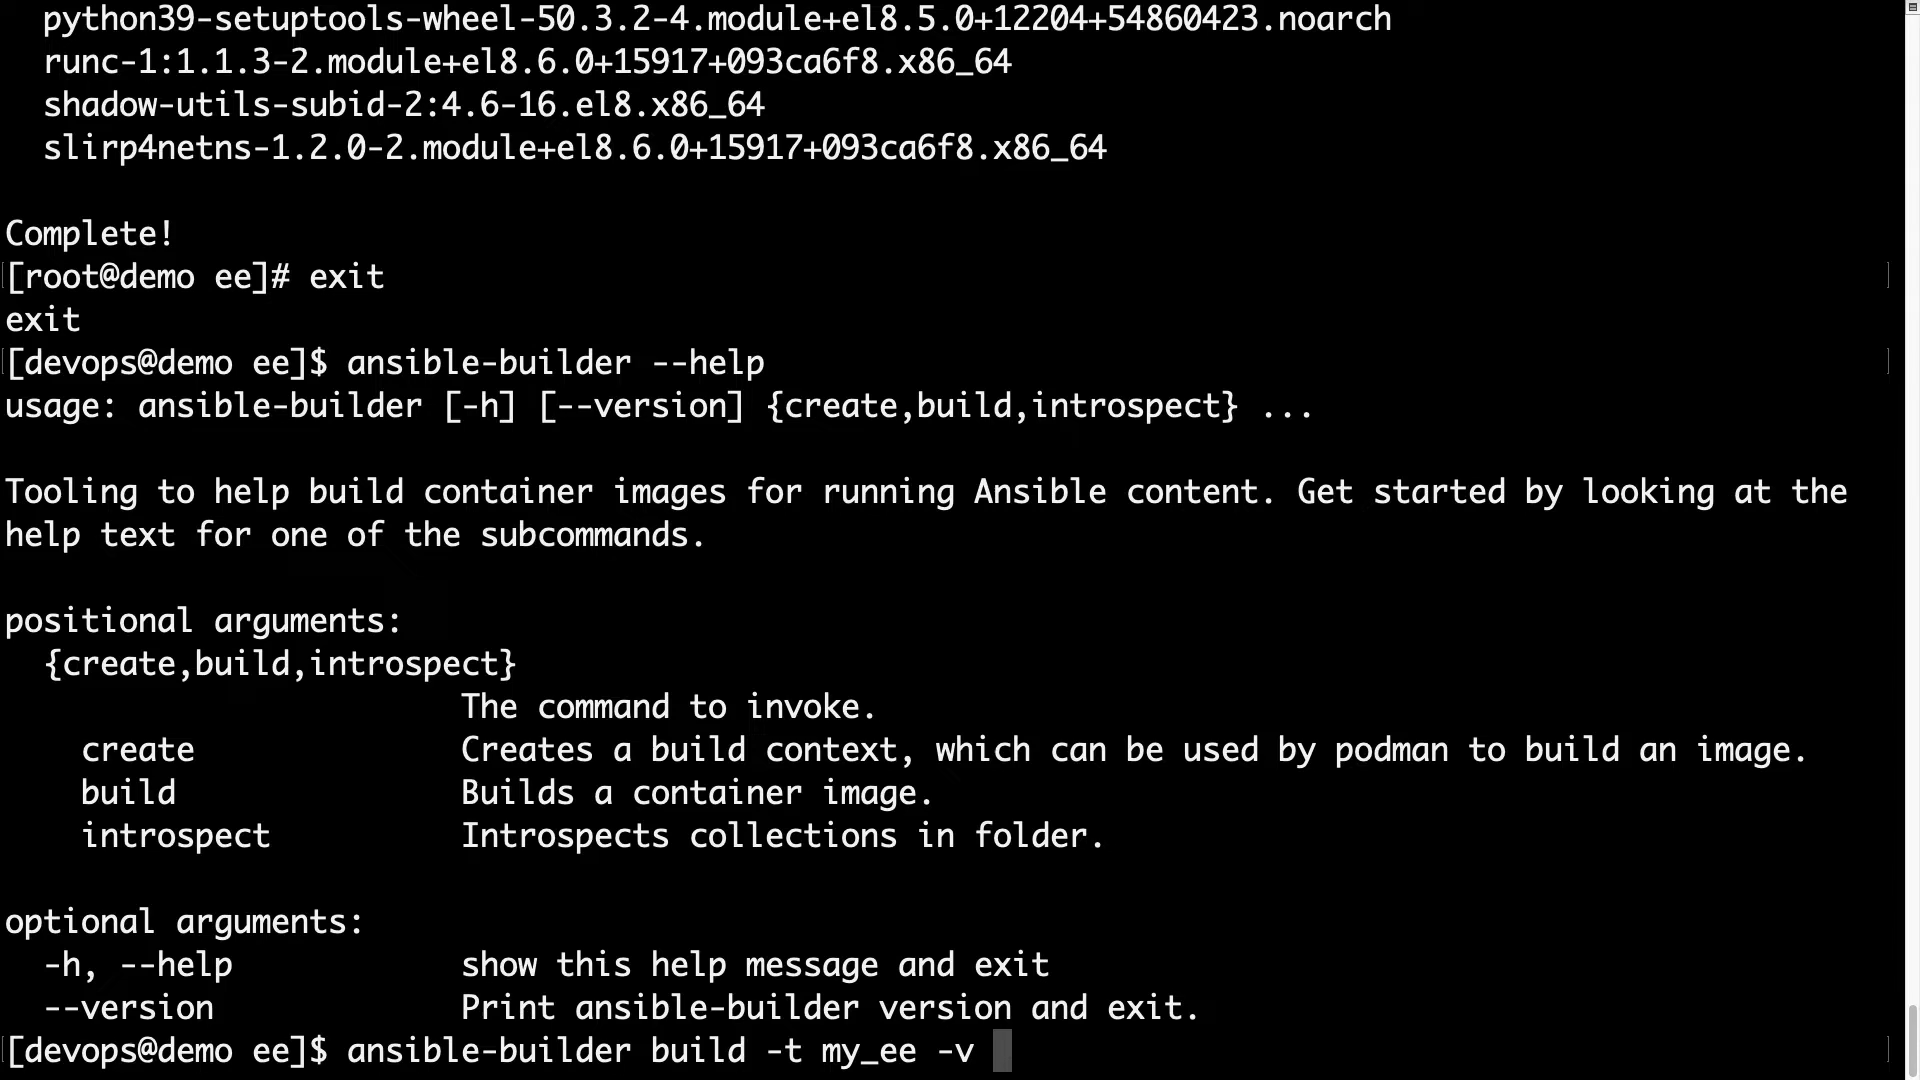 python39-setuptools-wheel-50.3.2-4.module+el8.5.0+12204+54860423.noarch
runc-1:1.1.3-2.module+el8.6.0+15917+093ca6f8.x86_64
shadow-utils-subid-2:4.6-16.el8.x86_64
slirp4netns-1.2.0-2.module+el8.6.0+15917+093ca6f8.x86_64
Complete!
[root@demo ee]# exit
exit
[devops@demo ee]$ ansible-builder --help
usage: ansible-builder [-h] [--version] {create,build,introspect} ...
Tooling to help build container images for running Ansible content. Get started by looking at the
help text for one of the subcommands.
positional arguments:
{create,build,introspect}
The command to invoke.
create Creates a build context, which can be used by podman to build an image.
build Builds a container image.
introspect Introspects collections in folder.
optional arguments:
-h, --help show this help message and exit
--version Print ansible-builder version and exit.
[devops@demo ee]$ ansible-builder build -t my_ee -v